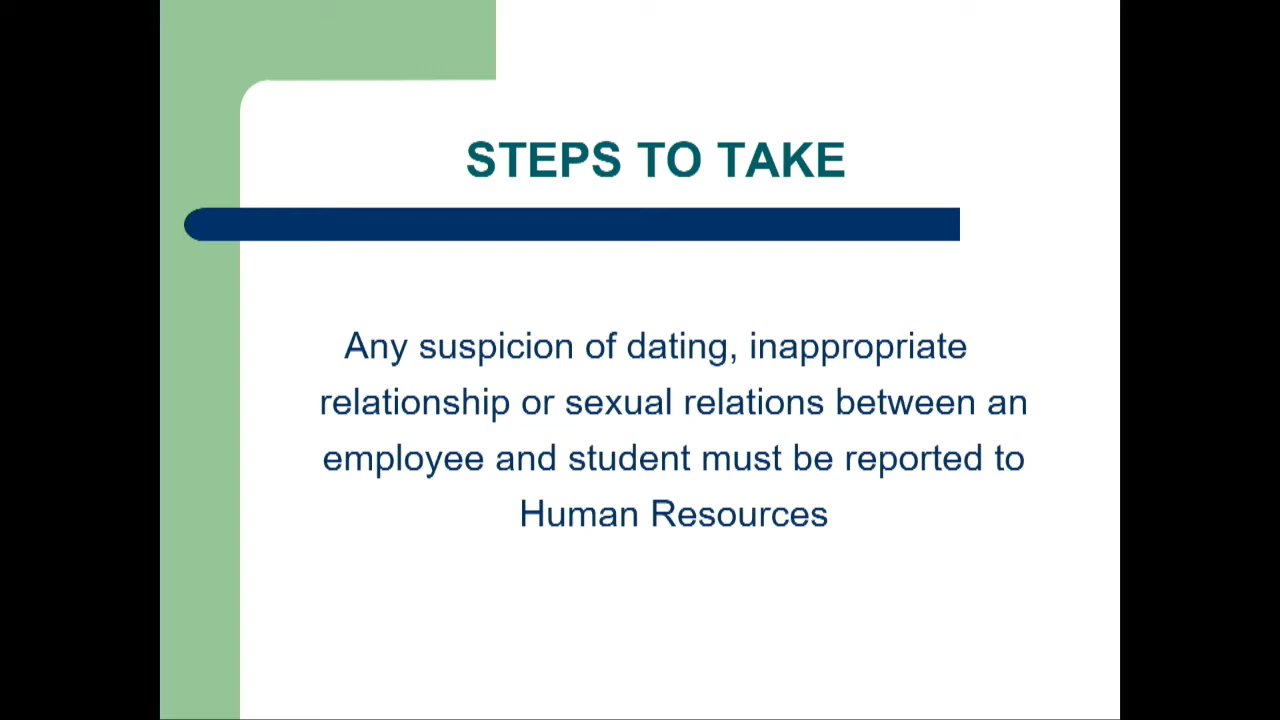 STEPS TO TAKE
Any suspicion of dating, inappropriate
relationship or sexual relations between an
employee and student must be reported to
Human Resources